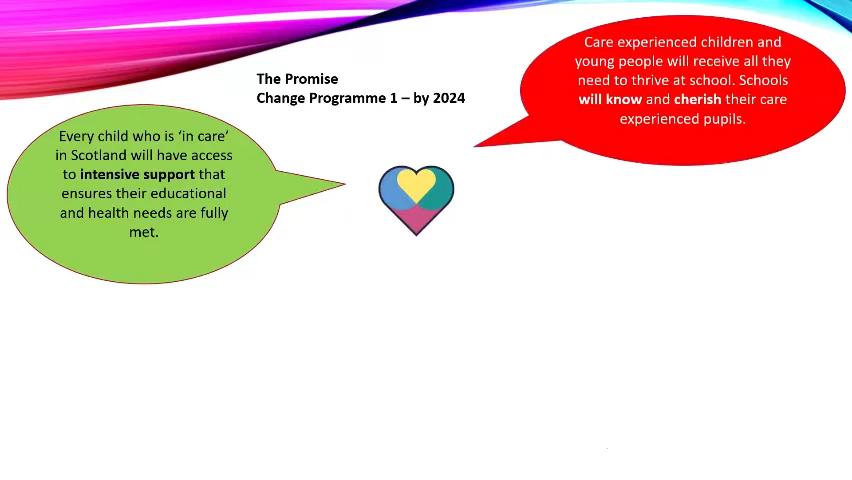 The Promise
Change Programme 1 – by 2024
Care experienced children and
young people will receive all they
need to thrive at school. Schools
will know and cherish their care
experienced pupils.
Every child who is ‘in care’
in Scotland will have access
to intensive support that
ensures their educational
and health needs are fully
met.